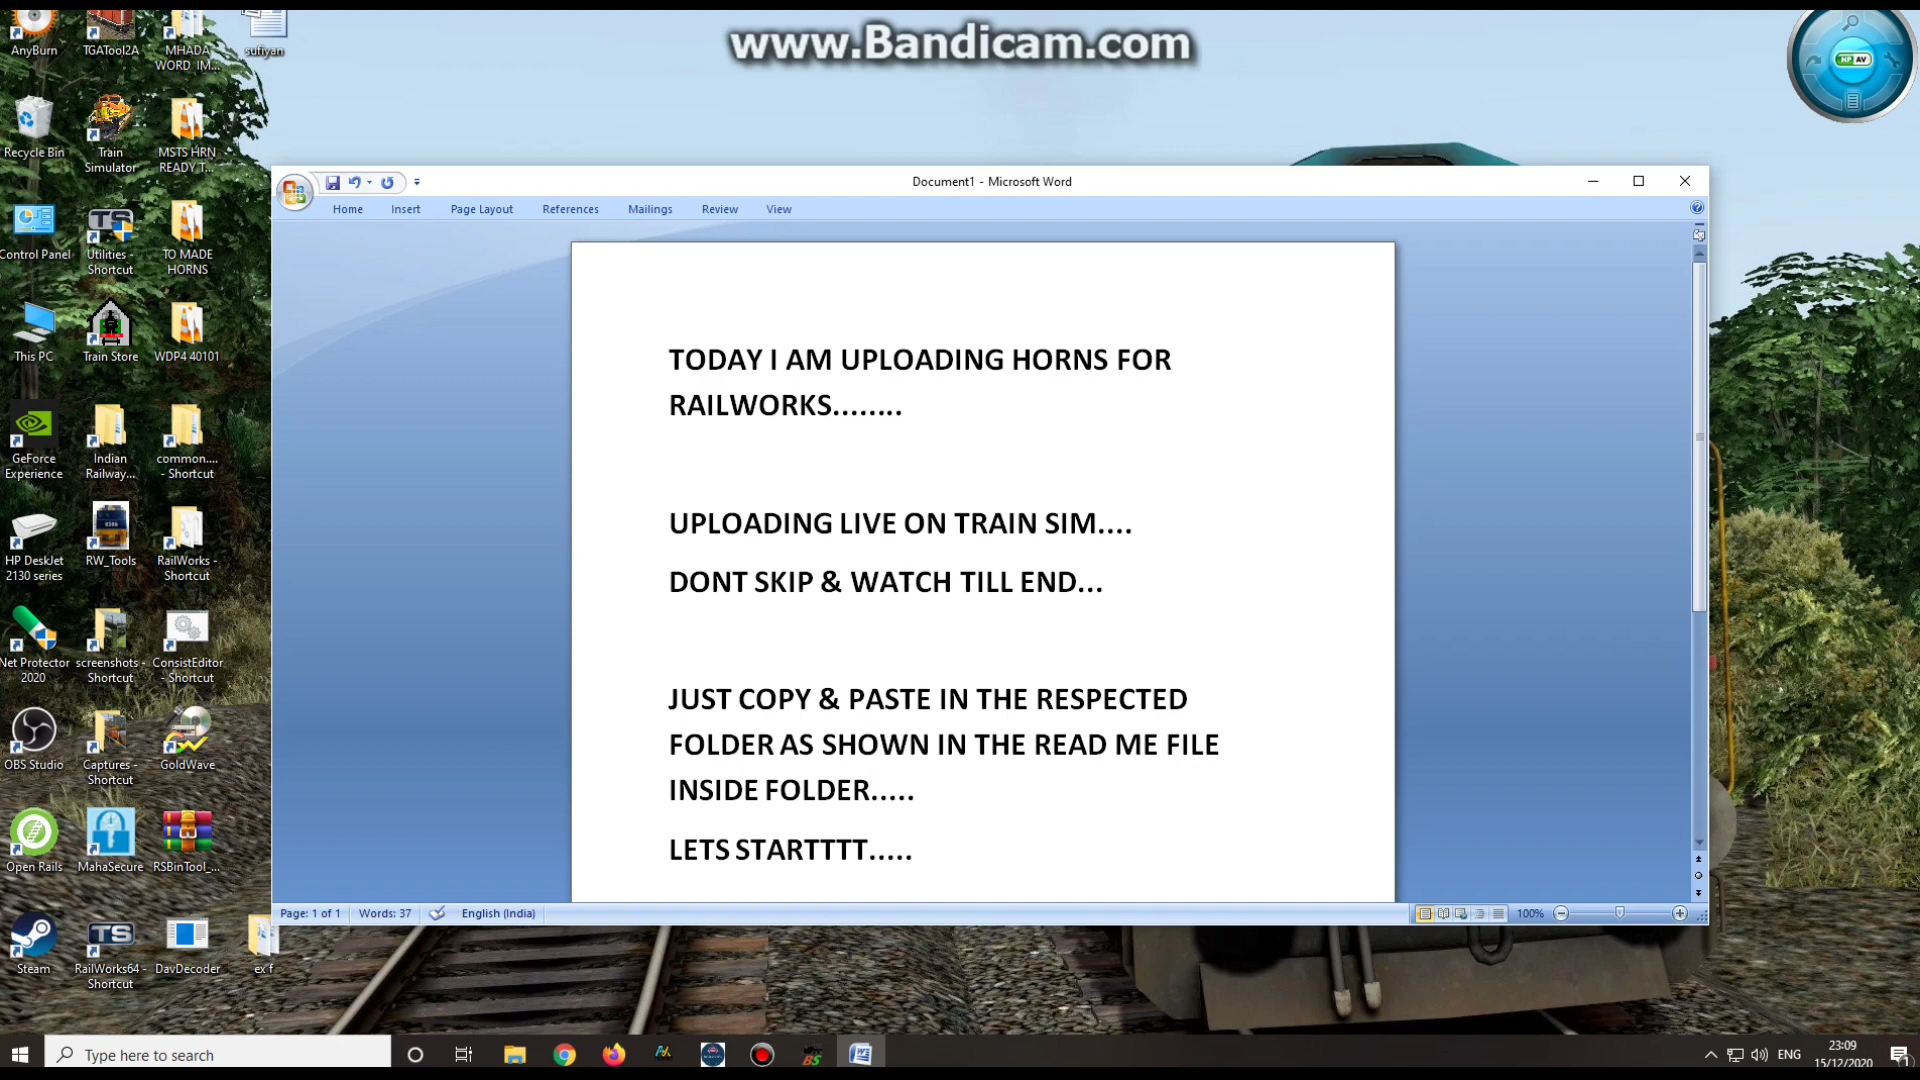 www.Bandicam.com
HP AV
AnyBurn
TGATool2A
MHADA
WORD IM...
sufiyan
Recycle Bin
Train
Simulator
MSTS HRN
READY T...
Control Panel
Utilities -
Shortcut
TO MADE
HORNS
This PC
Train Store
WDP4 40101
GeForce
Experience
Indian
Railway...
common....
- Shortcut
HP DeskJet
2130 series
RW_Tools
RailWorks -
Shortcut
Net Protector
2020
screenshots -
Shortcut
ConsistEditor
- Shortcut
OBS Studio
Captures -
Shortcut
GoldWave
Open Rails
MahaSecure
RSBinTool_...
Steam
RailWorks64 -
Shortcut
DavDecoder
ex f
Document1 - Microsoft Word
Home Insert Page Layout References Mailings Review View
TODAY I AM UPLOADING HORNS FOR
RAILWORKS........
UPLOADING LIVE ON TRAIN SIM....
DONT SKIP & WATCH TILL END...
JUST COPY & PASTE IN THE RESPECTED
FOLDER AS SHOWN IN THE READ ME FILE
INSIDE FOLDER.....
LETS STARTTTT.....
Page: 1 of 1 Words: 37 English (India) 100%
Type here to search
ENG
23:09
15/12/2020